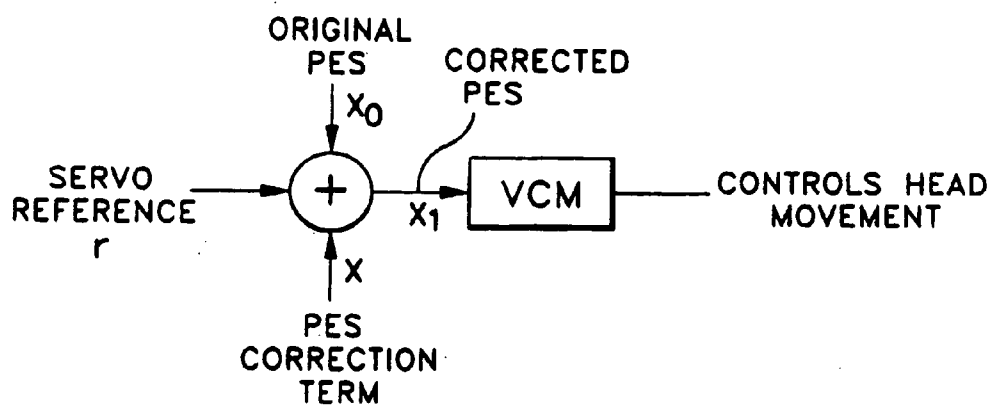 ORIGINAL
PES
X0
CORRECTED
PES
SERVO
REFERENCE
r
+
X1
VCM
CONTROLS HEAD
MOVEMENT
X
PES
CORRECTION
TERM